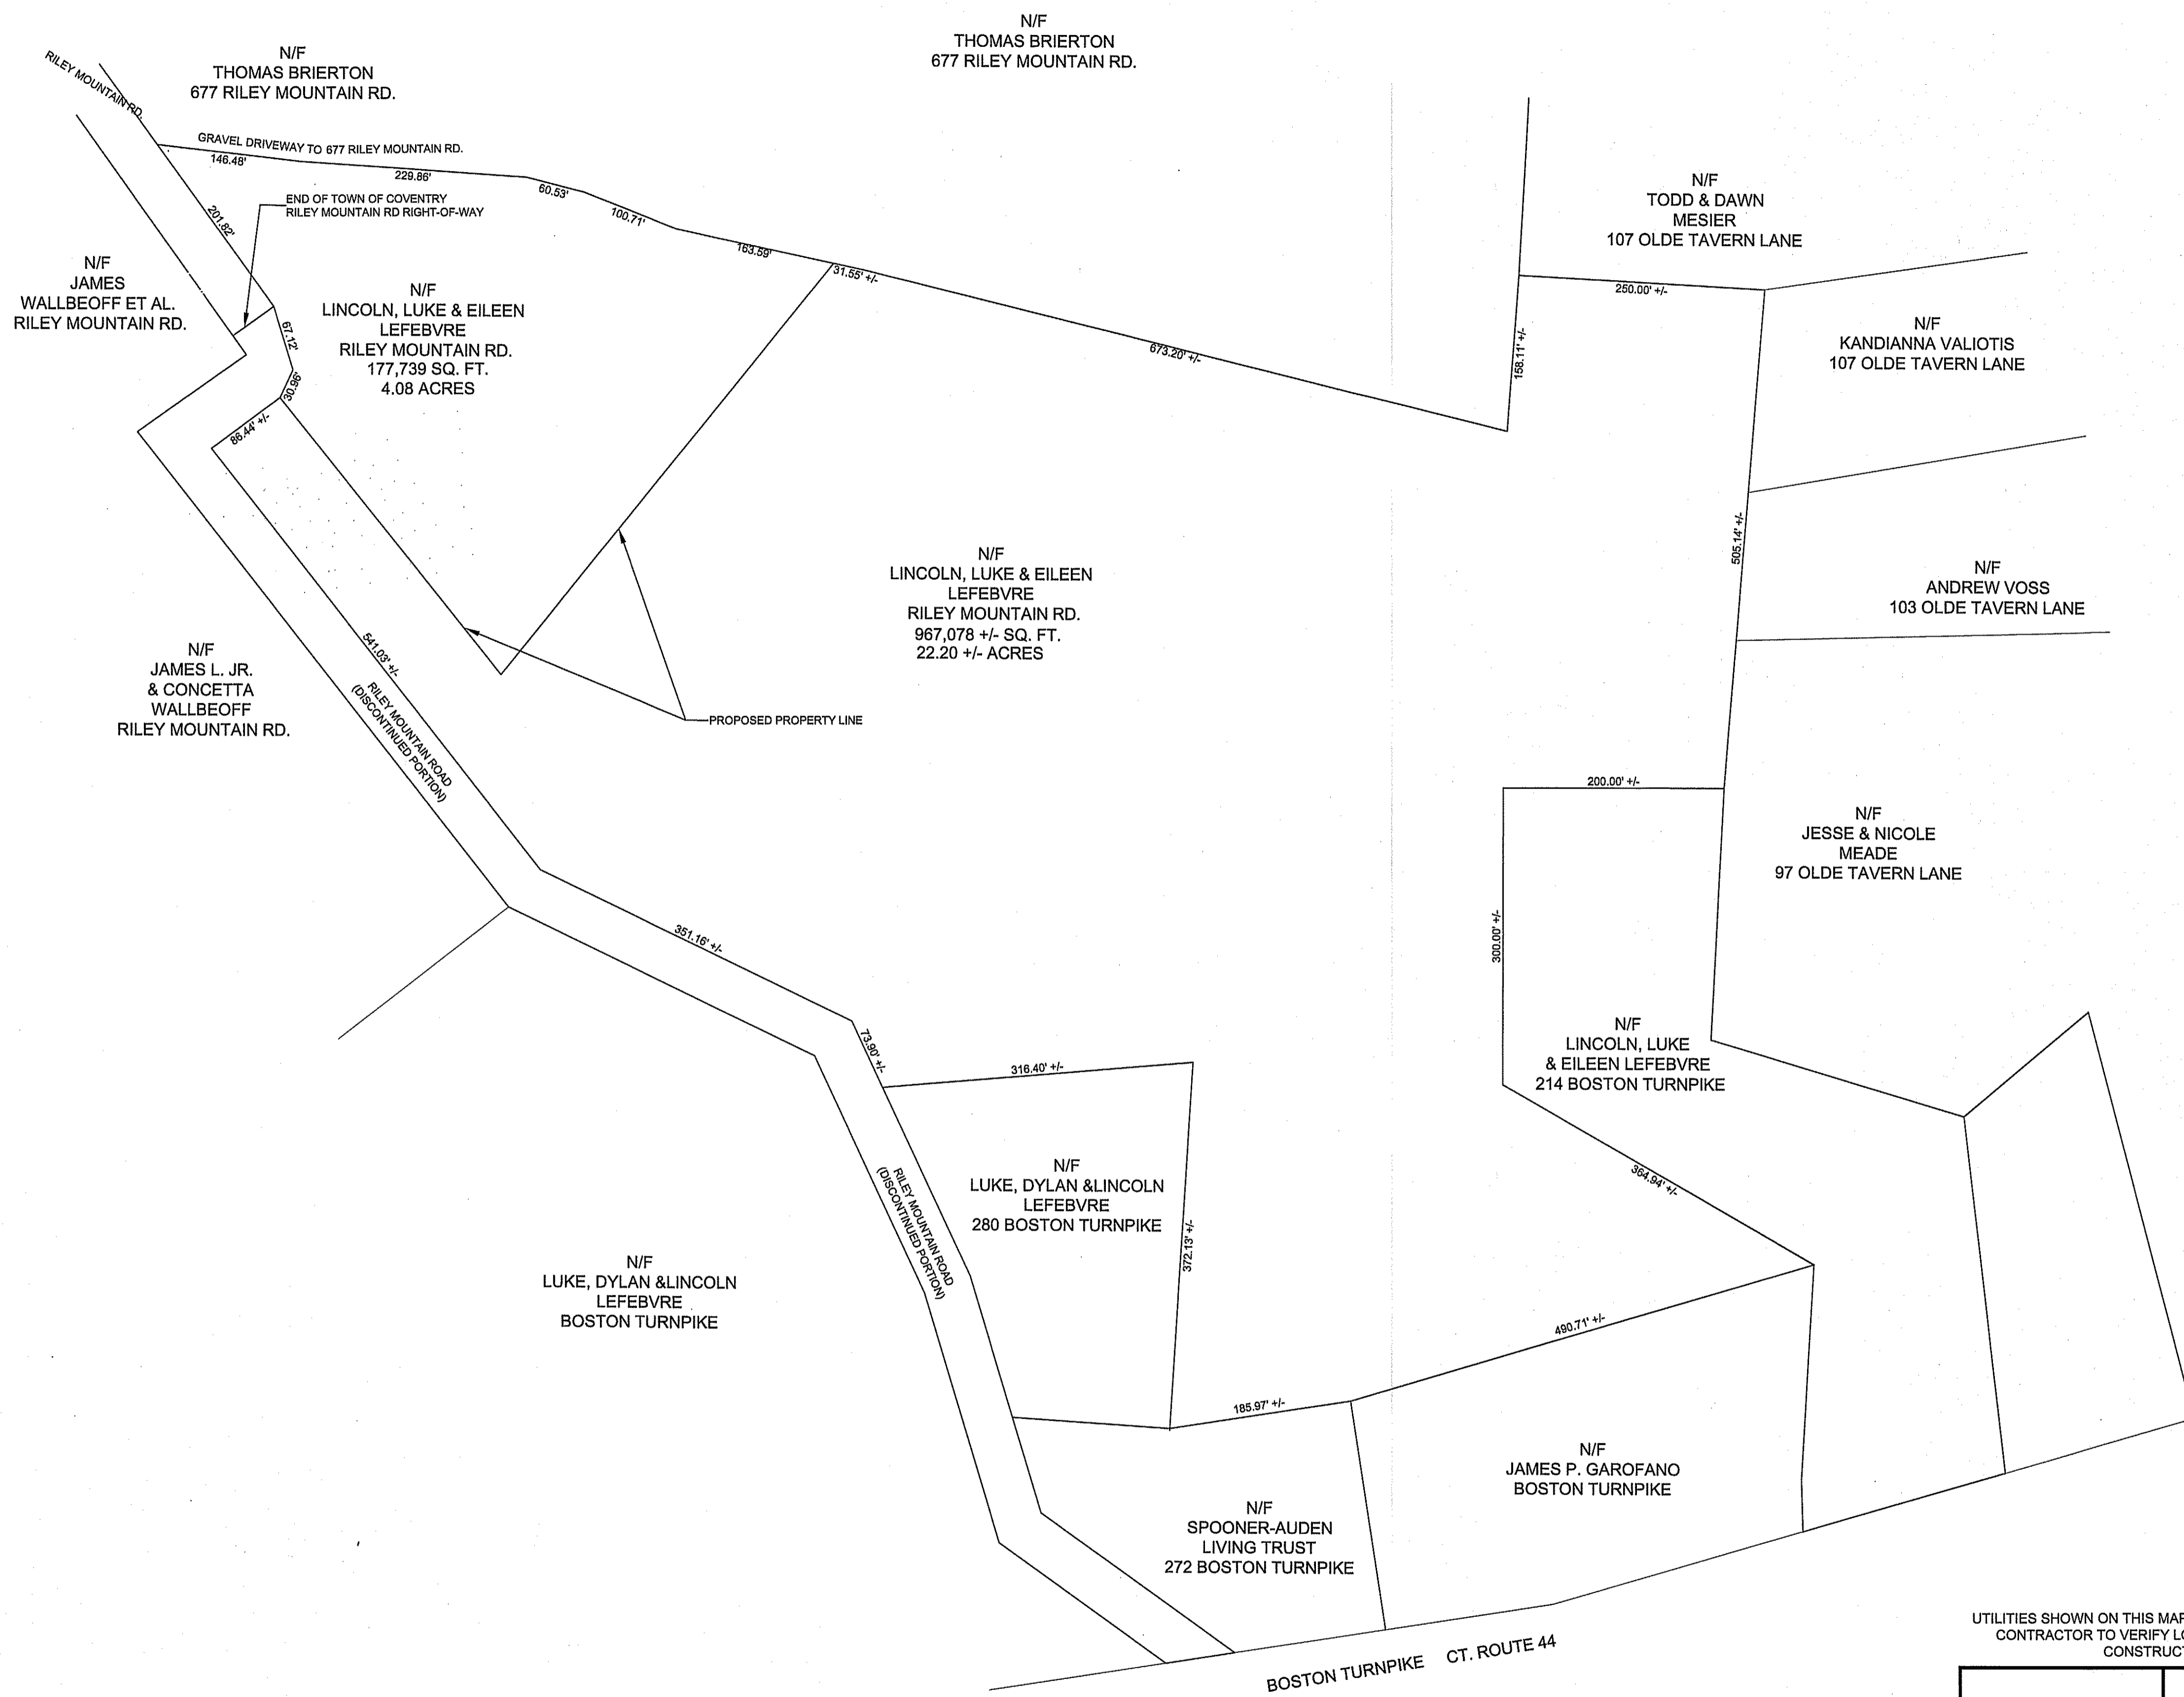 N/F
THOMAS BRIERTON
677 RILEY MOUNTAIN RD.
N/F
THOMAS BRIERTON
677 RILEY MOUNTAIN RD.
RILEY MOUNTAIN RD.
GRAVEL DRIVEWAY TO 677 RILEY MOUNTAIN RD.
146.48'
229.86'
60.53'
100.71'
163.59'
31.55' +/-
673.20' +/-
201.82'
END OF TOWN OF COVENTRY
RILEY MOUNTAIN RD RIGHT-OF-WAY
N/F
TODD & DAWN
MESIER
107 OLDE TAVERN LANE
250.00' +/-
158.11' +/-
N/F
JAMES
WALLBEOFF ET AL.
RILEY MOUNTAIN RD.
N/F
LINCOLN, LUKE & EILEEN
LEFEBVRE
RILEY MOUNTAIN RD.
177,739 SQ. FT.
4.08 ACRES
67.12'
30.96'
86.44' +/-
N/F
KANDIANNA VALIOTIS
107 OLDE TAVERN LANE
505.14' +/-
N/F
ANDREW VOSS
103 OLDE TAVERN LANE
N/F
LINCOLN, LUKE & EILEEN
LEFEBVRE
RILEY MOUNTAIN RD.
967,078 +/- SQ. FT.
22.20 +/- ACRES
PROPOSED PROPERTY LINE
N/F
JAMES L. JR.
& CONCETTA
WALLBEOFF
RILEY MOUNTAIN RD.
541.03' +/-
RILEY MOUNTAIN ROAD
(DISCONTINUED PORTION)
200.00' +/-
300.00' +/-
N/F
JESSE & NICOLE
MEADE
97 OLDE TAVERN LANE
351.16' +/-
73.90' +/-
316.40' +/-
N/F
LINCOLN, LUKE
& EILEEN LEFEBVRE
214 BOSTON TURNPIKE
364.94' +/-
N/F
LUKE, DYLAN &LINCOLN
LEFEBVRE
280 BOSTON TURNPIKE
372.13' +/-
RILEY MOUNTAIN ROAD
(DISCONTINUED PORTION)
N/F
LUKE, DYLAN &LINCOLN
LEFEBVRE
BOSTON TURNPIKE
490.71' +/-
185.97' +/-
N/F
JAMES P. GAROFANO
BOSTON TURNPIKE
N/F
SPOONER-AUDEN
LIVING TRUST
272 BOSTON TURNPIKE
BOSTON TURNPIKE CT. ROUTE 44
UTILITIES SHOWN ON THIS MAP
CONTRACTOR TO VERIFY